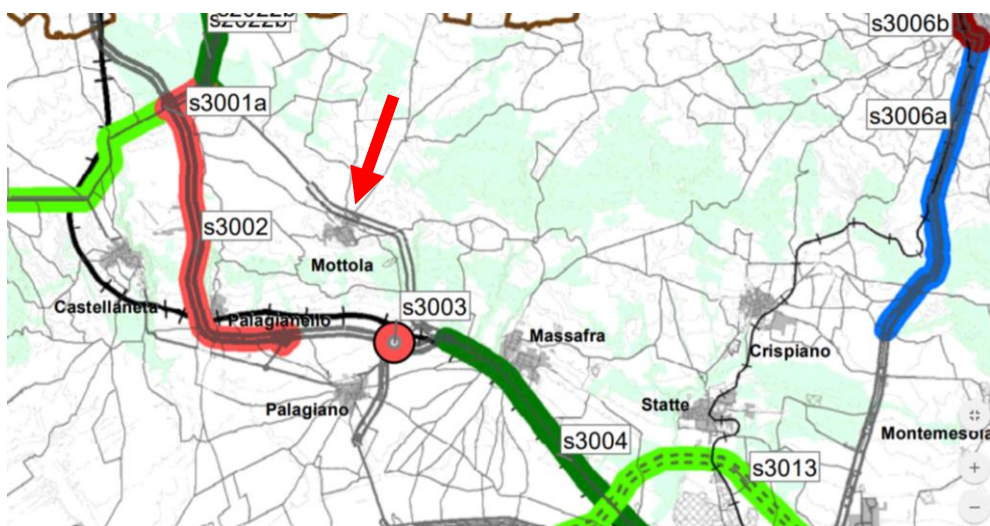 s3006b
s3001a
s3006a
s3002
Mottola
s3003
Castellaneta
Palagianello
Massafra
Crispiano
Palagiano
Statte
Montemesola
s3004
s3013